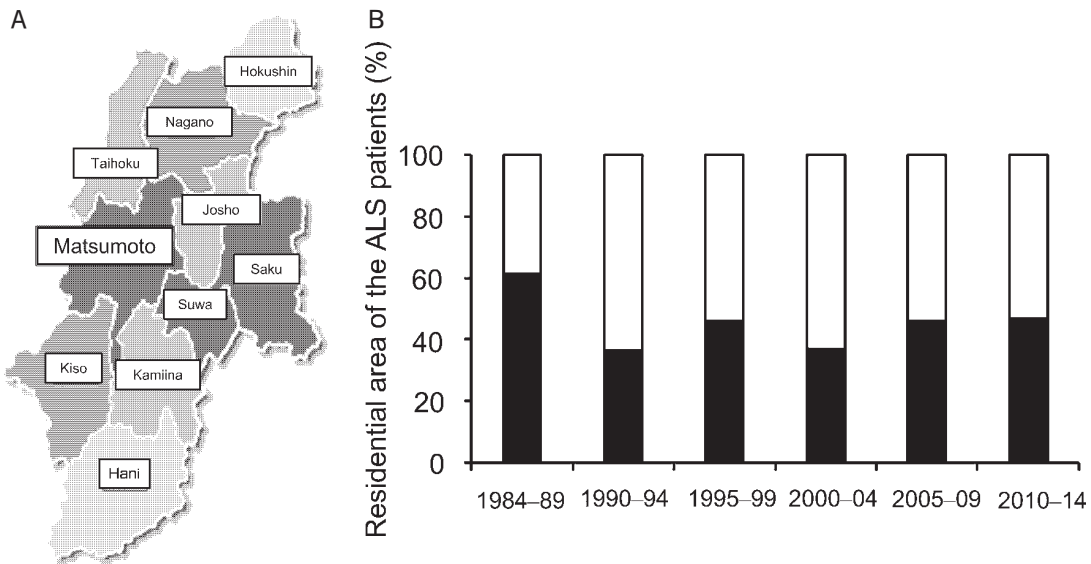 A
B
Hokushin
Nagano
Taihoku
Josho
Matsumoto
Saku
Suwa
Kiso
Kamiina
Hani
Residential area of the ALS patients (%)
100
80
60
40
20
0
1984–89 1990–94 1995–99 2000–04 2005–09 2010–14